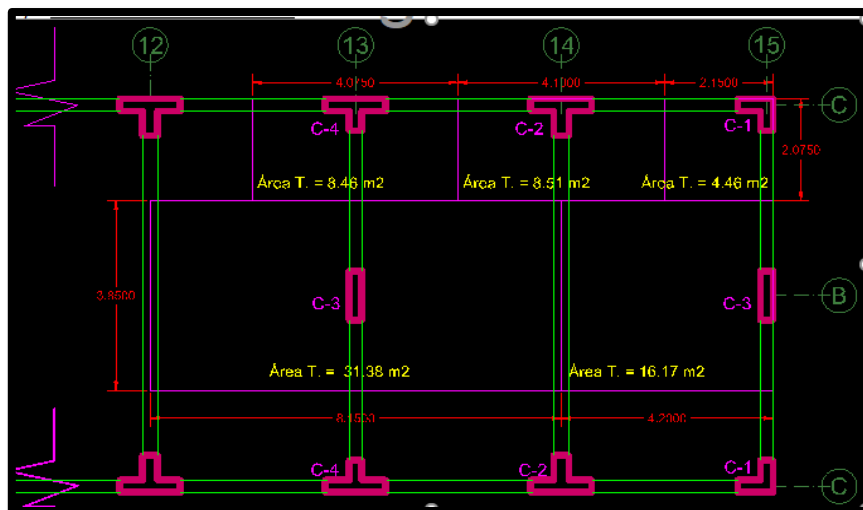 12 13 14 15
4.0750 4.1000 2.1500
C
C-4 C-2 C-1
2.0750
Área T. = 8.46 m2 Área T. = 8.51 m2 Área T. = 4.46 m2
3.8500
C-3 C-3 B
Área T. = 31.38 m2 Área T. = 16.17 m2
8.1500 4.2000
C-4 C-2 C-1
C